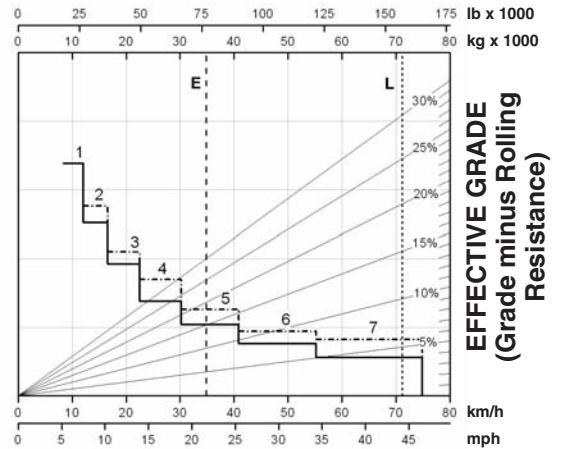 0 25 50 75 100 125 150 175 lb x 1000
0 10 20 30 40 50 60 70 80 kg x 1000
E L
30%
25%
20%
15%
10%
5%
1
2
3
4
5
6
7
0 10 20 30 40 50 60 70 80 km/h
0 5 10 15 20 25 30 35 40 45 mph
EFFECTIVE GRADE
(Grade minus Rolling
Resistance)